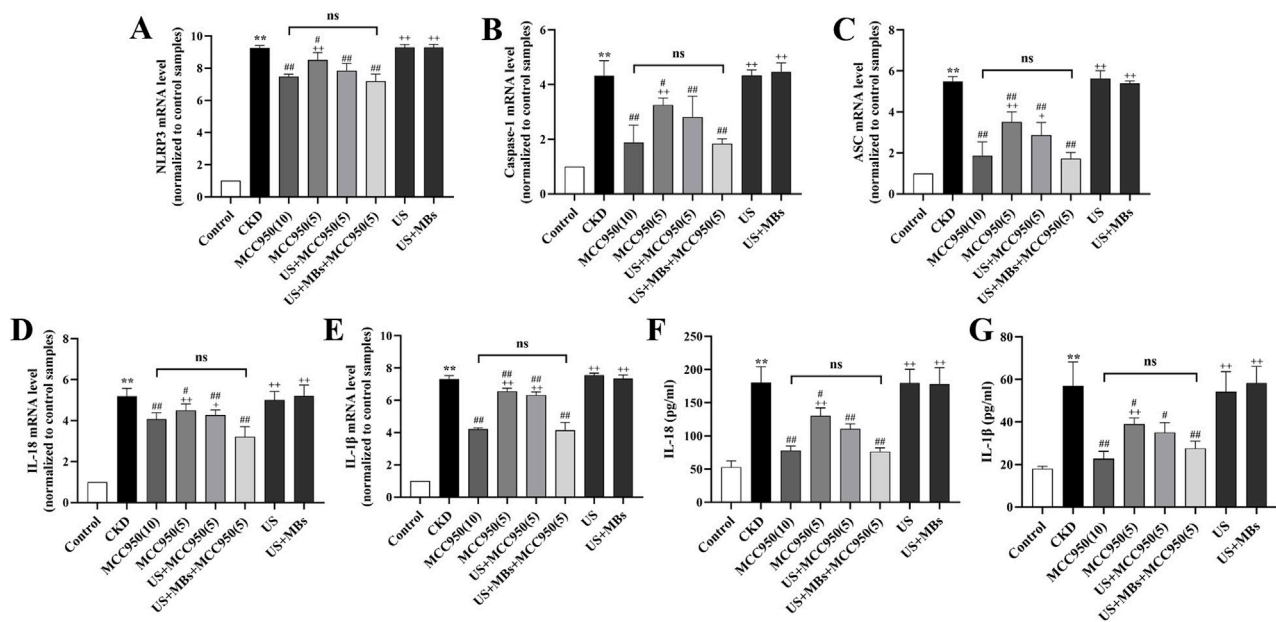 A
NLRP3 mRNA level
(normalized to control samples)
10
8
6
4
2
0
ns
**
##
#
++
##
##
++
++
Control
CKD
MCC950(10)
MCC950(5)
US+MCC950(5)
US+MBs+MCC950(5)
US
US+MBs
B
Caspase-1 mRNA level
(normalized to control samples)
6
4
2
0
ns
**
##
#
++
##
##
++
++
Control
CKD
MCC950(10)
MCC950(5)
US+MCC950(5)
US+MBs+MCC950(5)
US
US+MBs
C
ASC mRNA level
(normalized to control samples)
8
6
4
2
0
ns
**
##
##
++
##
+
##
++
++
Control
CKD
MCC950(10)
MCC950(5)
US+MCC950(5)
US+MBs+MCC950(5)
US
US+MBs
D
IL-18 mRNA level
(normalized to control samples)
8
6
4
2
0
ns
**
##
#
++
##
+
##
++
++
Control
CKD
MCC950(10)
MCC950(5)
US+MCC950(5)
US+MBs+MCC950(5)
US
US+MBs
E
IL-1β mRNA level
(normalized to control samples)
10
8
6
4
2
0
ns
**
##
##
++
##
++
##
++
++
Control
CKD
MCC950(10)
MCC950(5)
US+MCC950(5)
US+MBs+MCC950(5)
US
US+MBs
F
IL-18 (pg/ml)
250
200
150
100
50
0
ns
**
##
#
++
##
##
++
++
Control
CKD
MCC950(10)
MCC950(5)
US+MCC950(5)
US+MBs+MCC950(5)
US
US+MBs
G
IL-1β (pg/ml)
80
60
40
20
0
ns
**
##
#
++
#
##
++
++
Control
CKD
MCC950(10)
MCC950(5)
US+MCC950(5)
US+MBs+MCC950(5)
US
US+MBs